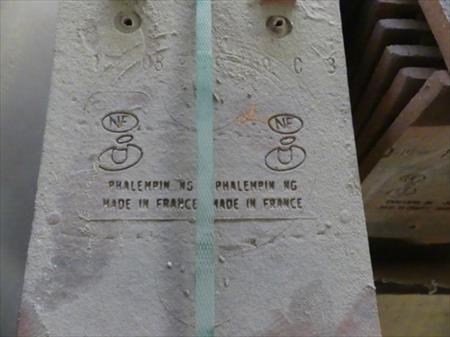 NF NF
PHALEMPIN NG PHALEMPIN NG
MADE IN FRANCE MADE IN FRANCE